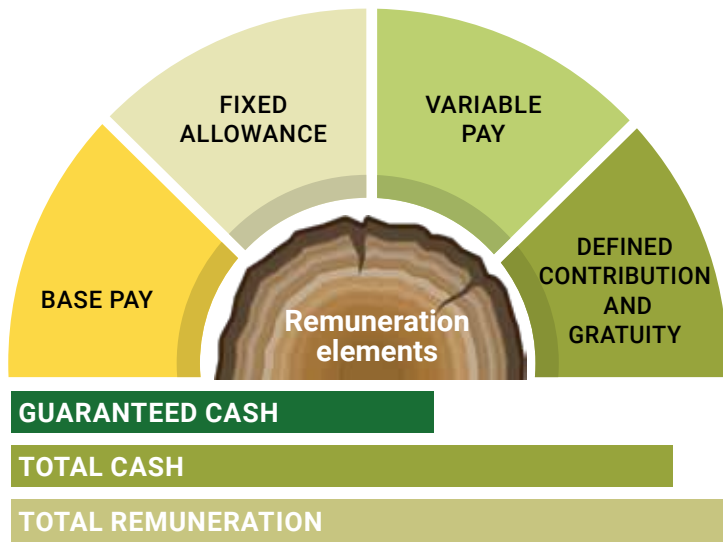 FIXED
ALLOWANCE
VARIABLE
PAY
BASE PAY
DEFINED
CONTRIBUTION
AND
GRATUITY
Remuneration
elements
GUARANTEED CASH
TOTAL CASH
TOTAL REMUNERATION